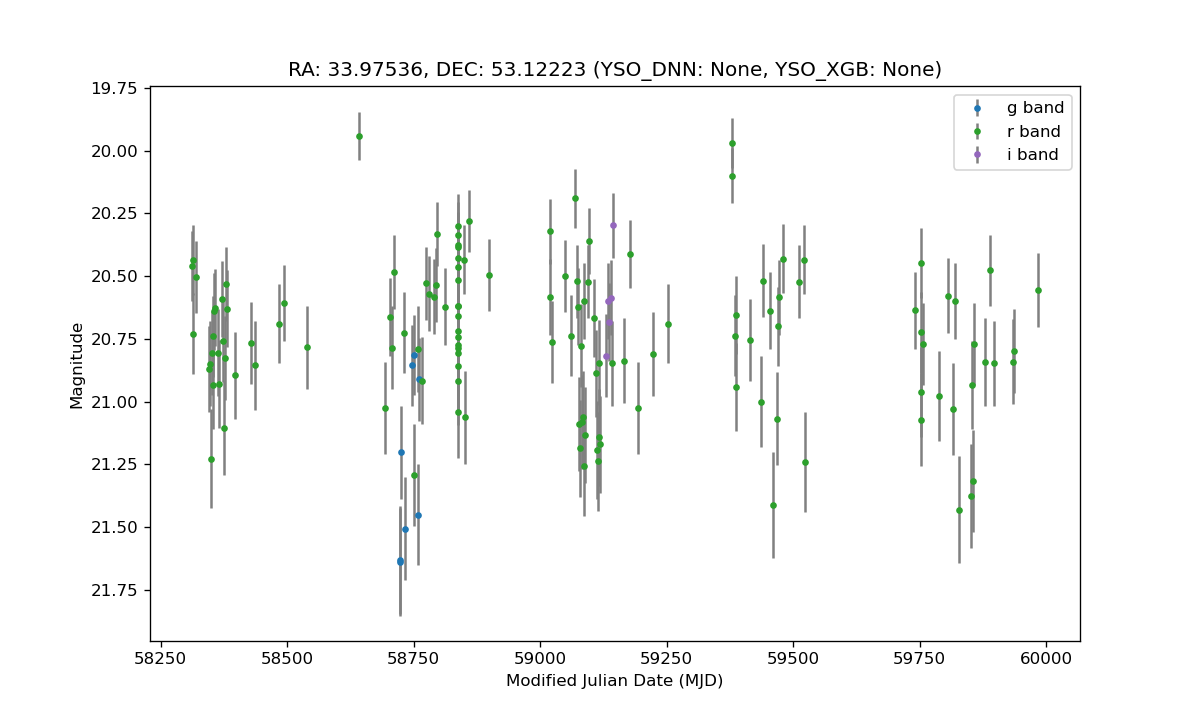 RA: 33.97536, DEC: 53.12223 (YSO_DNN: None, YSO_XGB: None)
g band
r band
i band
19.75
20.00
20.25
20.50
20.75
21.00
21.25
21.50
21.75
Magnitude
58250 58500 58750 59000 59250 59500 59750 60000
Modified Julian Date (MJD)